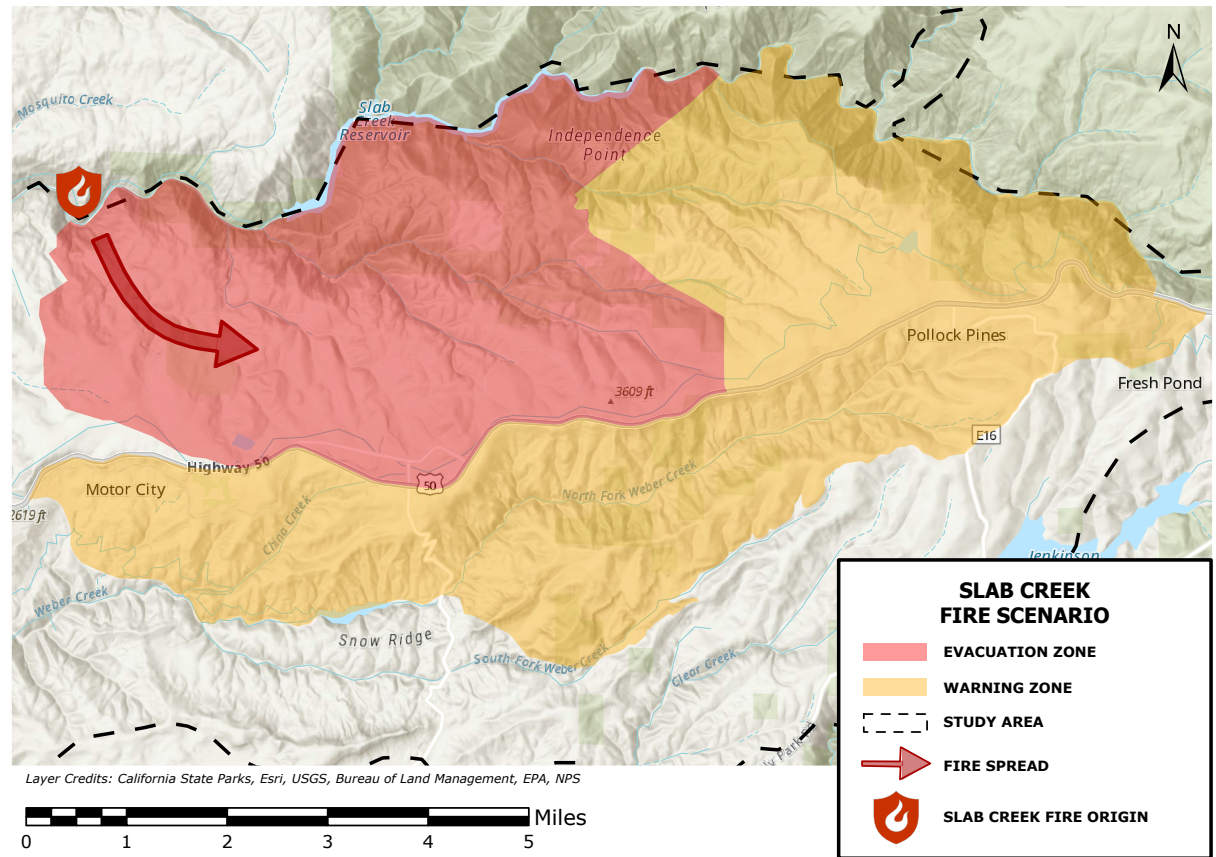 N
Mosquito Creek
Slab
Creek
Reservoir
Independence
Point
3609 ft
Pollock Pines
Fresh Pond
E16
Highway 50
50
Motor City
2619 ft
North Fork Weber Creek
China Creek
Weber Creek
Snow Ridge
South Fork Weber Creek
Clear Creek
Jenkinson
SLAB CREEK
FIRE SCENARIO
EVACUATION ZONE
WARNING ZONE
STUDY AREA
FIRE SPREAD
SLAB CREEK FIRE ORIGIN
Layer Credits: California State Parks, Esri, USGS, Bureau of Land Management, EPA, NPS
Miles
0 1 2 3 4 5